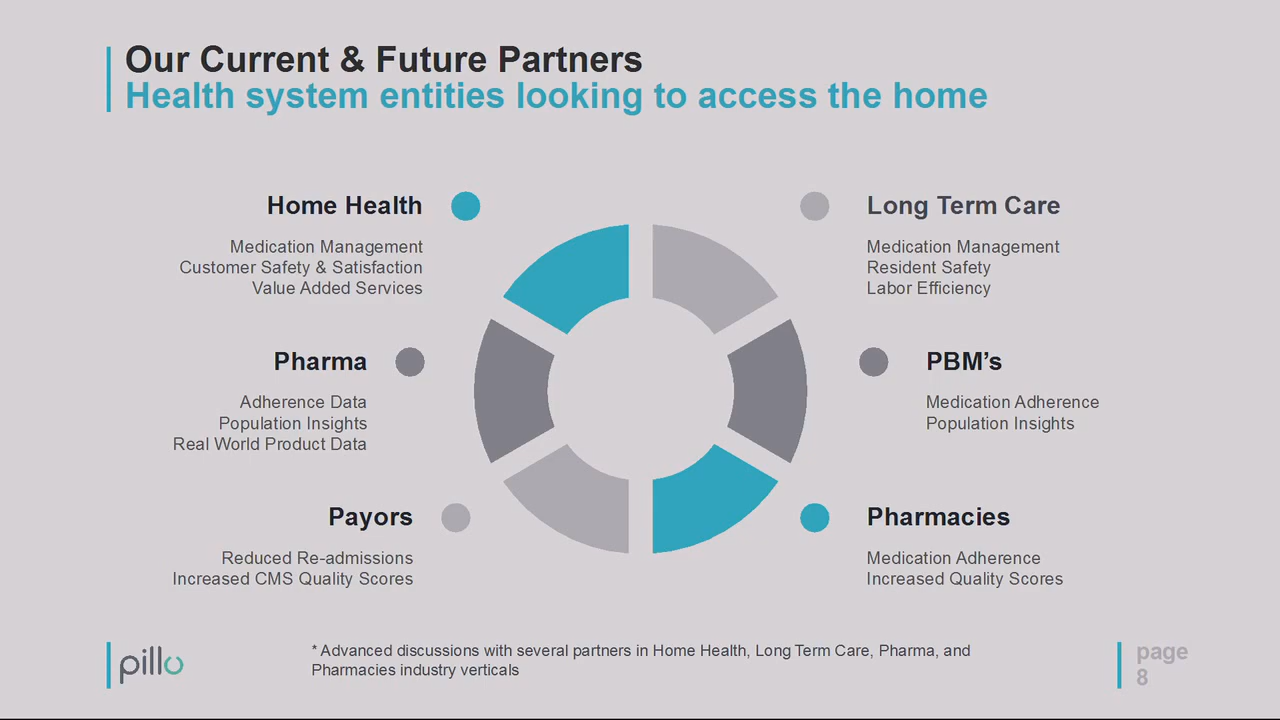 Our Current & Future Partners
Health system entities looking to access the home
Home Health
Medication Management
Customer Safety & Satisfaction
Value Added Services
Long Term Care
Medication Management
Resident Safety
Labor Efficiency
Pharma
Adherence Data
Population Insights
Real World Product Data
PBM’s
Medication Adherence
Population Insights
Payors
Reduced Re-admissions
Increased CMS Quality Scores
Pharmacies
Medication Adherence
Increased Quality Scores
pillo
* Advanced discussions with several partners in Home Health, Long Term Care, Pharma, and
Pharmacies industry verticals
page
8